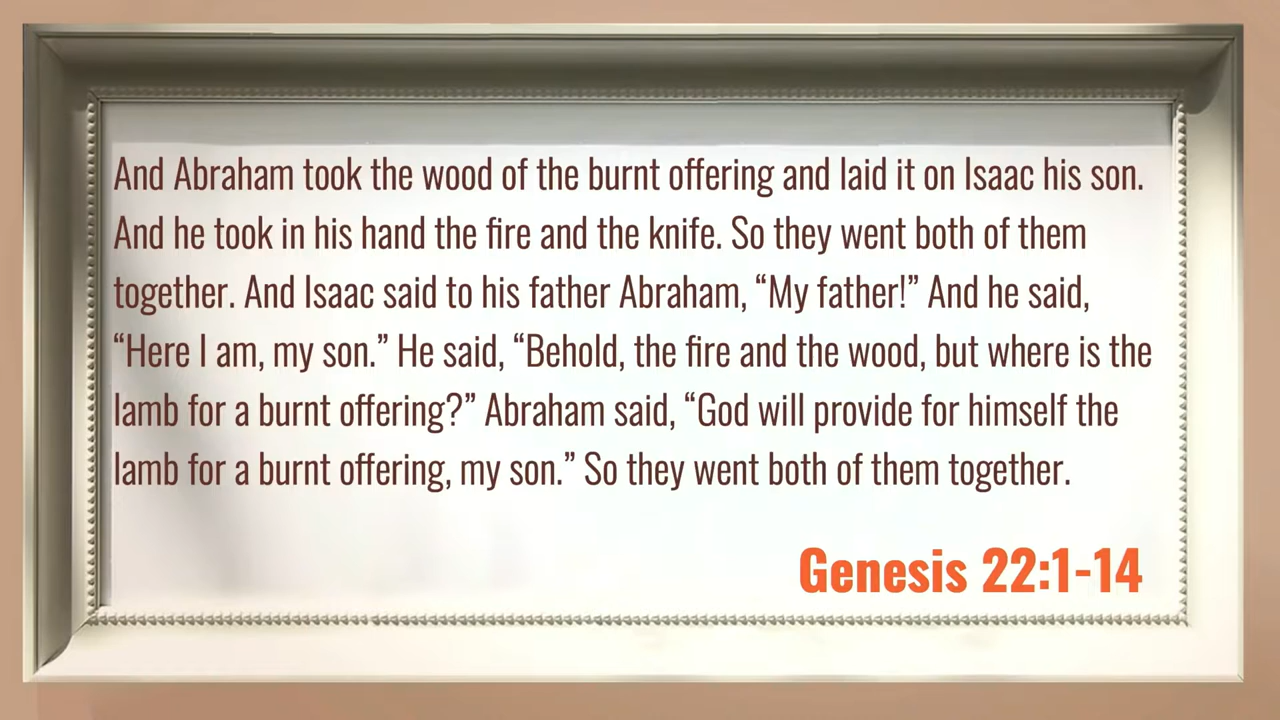 And Abraham took the wood of the burnt offering and laid it on Isaac his son.
And he took in his hand the fire and the knife. So they went both of them
together. And Isaac said to his father Abraham, “My father!” And he said,
“Here I am, my son.” He said, “Behold, the fire and the wood, but where is the
lamb for a burnt offering?” Abraham said, “God will provide for himself the
lamb for a burnt offering, my son.” So they went both of them together.
Genesis 22:1-14